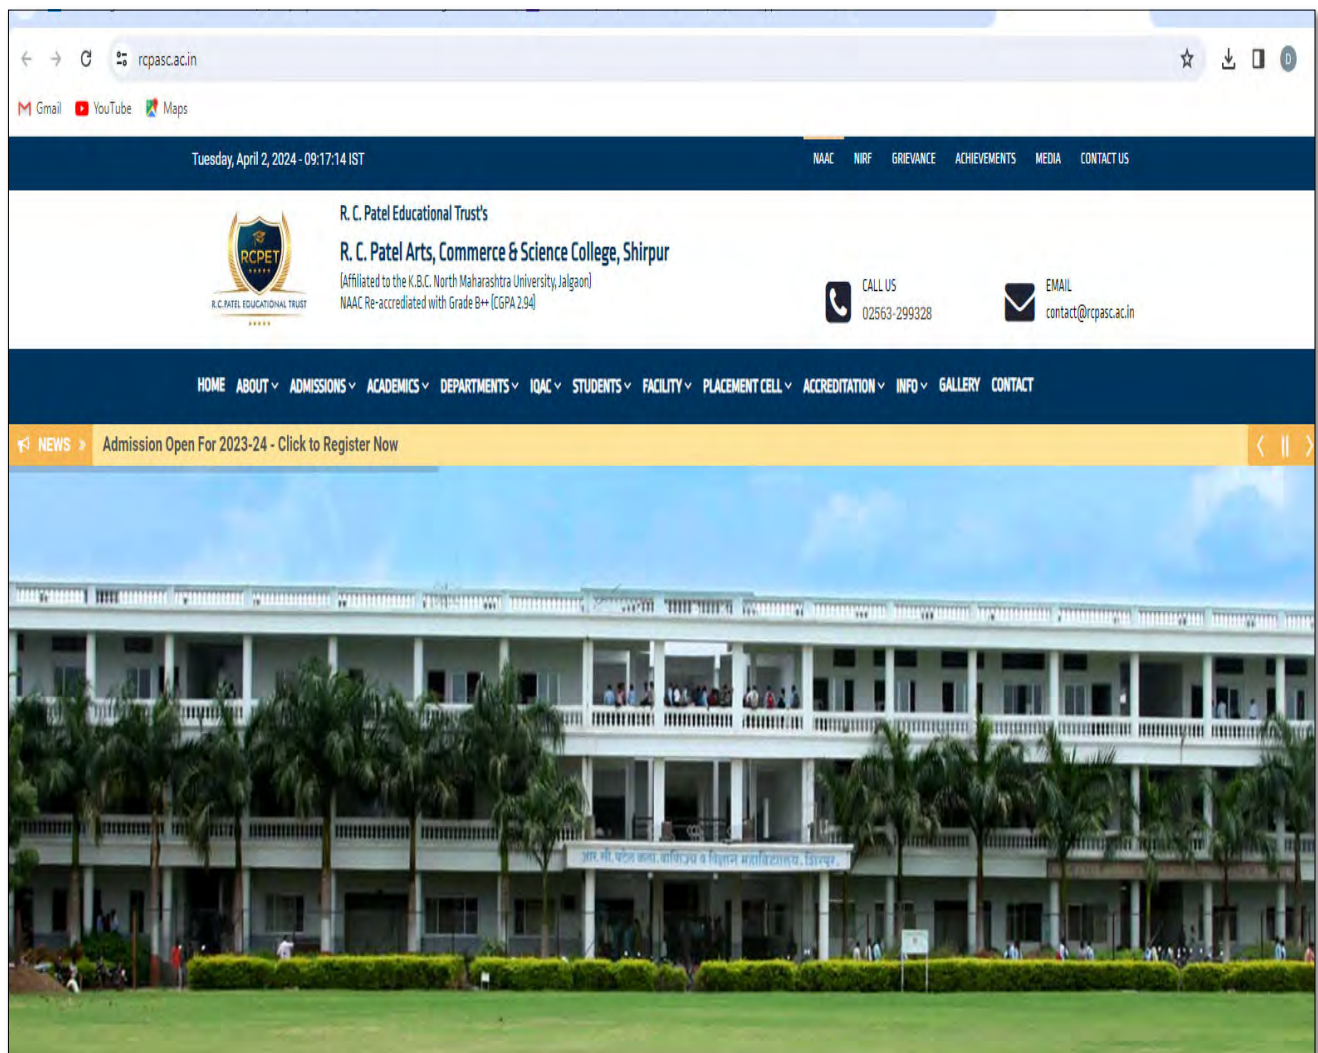 rcpasc.ac.in
D
Gmail YouTube Maps
Tuesday, April 2, 2024 - 09:17:14 IST
NAAC NIRF GRIEVANCE ACHIEVEMENTS MEDIA CONTACT US
RCPET
R.C.PATEL EDUCATIONAL TRUST
R. C. Patel Educational Trust's
R. C. Patel Arts, Commerce & Science College, Shirpur
(Affiliated to the K.B.C. North Maharashtra University, Jalgaon)
NAAC Re-accrediated with Grade B++ (CGPA 2.94)
CALL US
02563-299328
EMAIL
contact@rcpasc.ac.in
HOME ABOUT ADMISSIONS ACADEMICS DEPARTMENTS IQAC STUDENTS FACILITY PLACEMENT CELL ACCREDITATION INFO GALLERY CONTACT
NEWS » Admission Open For 2023-24 - Click to Register Now
आर. सी. पटेल कला, वाणिज्य व विज्ञान महाविद्यालय, शिरपूर.